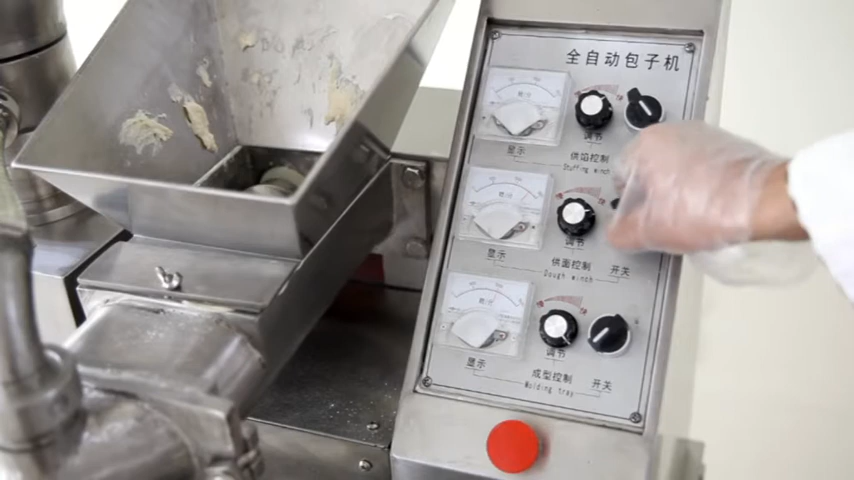 全自动包子机
调节
显示
供馅控制
Stuffing winch
调节
显示
供面控制
开关
Dough winch
调节
显示
成型控制
开关
Molding tray